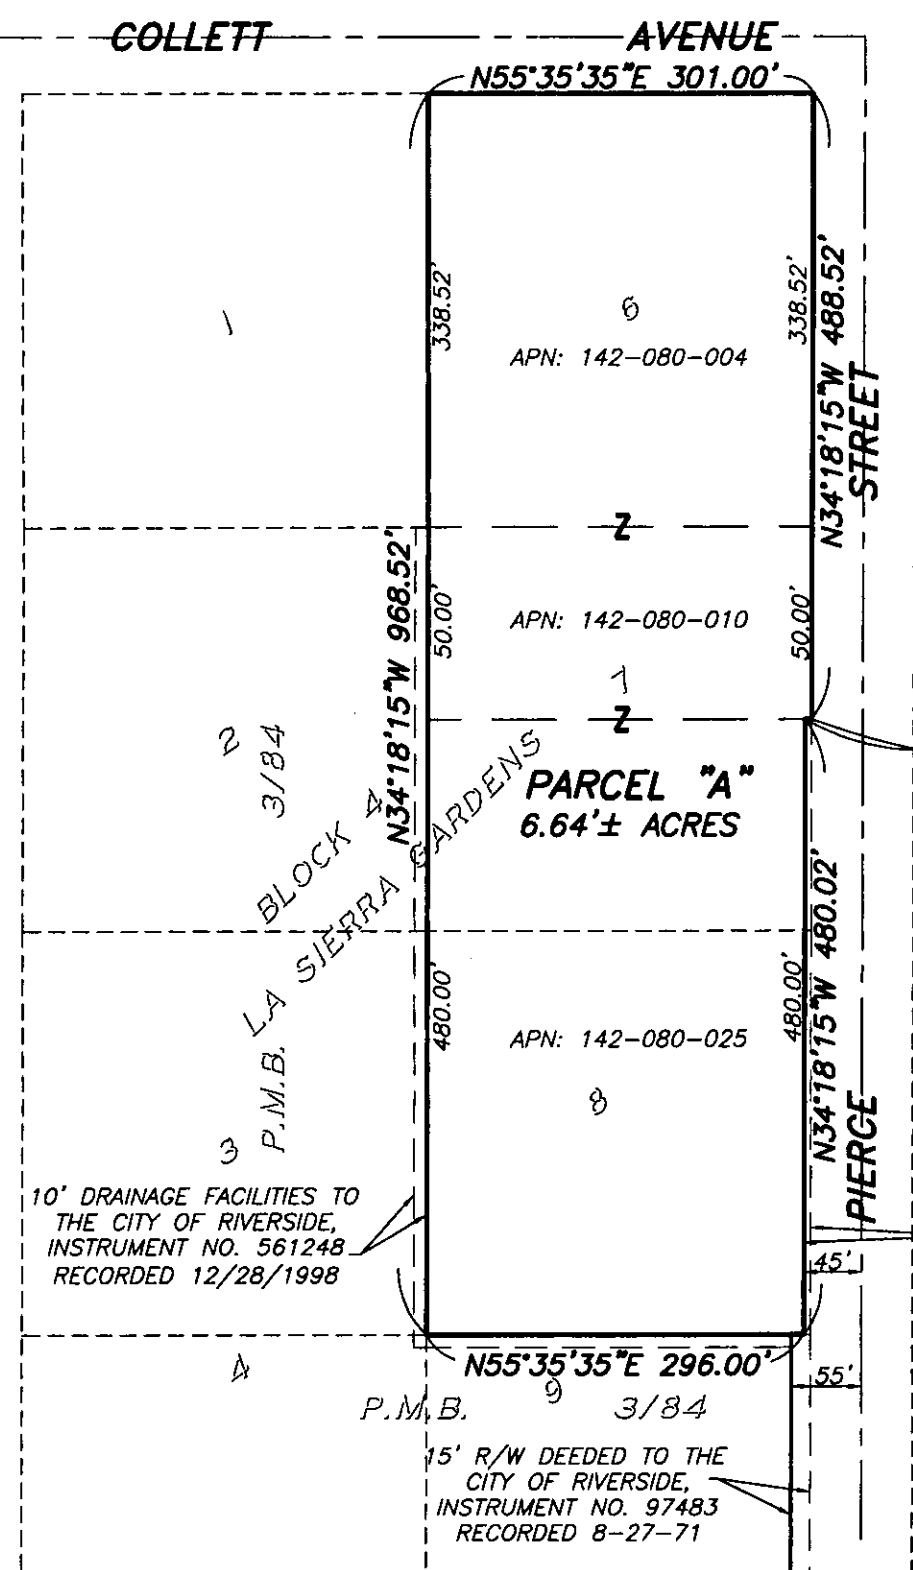 COLLETT AVENUE
N55°35'35"E 301.00'
338.52'
338.52'
N34°18'15"W 488.52'
STREET
1
6
APN: 142-080-004
Z
N34°18'15"W 968.52'
50.00'
50.00'
APN: 142-080-010
7
Z
2
3/84
BLOCK 4
LA SIERRA GARDENS
PARCEL "A"
6.64'± ACRES
N34°18'15"W 480.02'
480.00'
480.00'
APN: 142-080-025
8
P.M.B.
3
PIERCE
10' DRAINAGE FACILITIES TO
THE CITY OF RIVERSIDE,
INSTRUMENT NO. 561248
RECORDED 12/28/1998
45'
N55°35'35"E 296.00'
4
55'
9
P.M.B. 3/84
15' R/W DEEDED TO THE
CITY OF RIVERSIDE,
INSTRUMENT NO. 97483
RECORDED 8-27-71